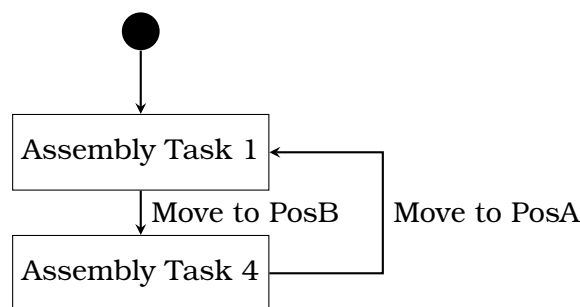 Assembly Task 1
Move to PosB
Move to PosA
Assembly Task 4